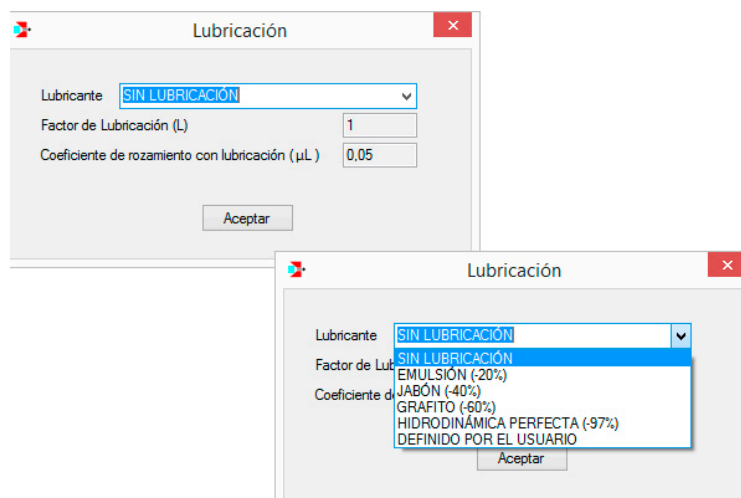 Lubricación
Lubricante SIN LUBRICACIÓN
Factor de Lubricación (L) 1
Coeficiente de rozamiento con lubricación ( µL ) 0,05
Aceptar
Lubricación
Lubricante SIN LUBRICACIÓN
Factor de Lub
Coeficiente d
SIN LUBRICACIÓN
EMULSIÓN (-20%)
JABÓN (-40%)
GRAFITO (-60%)
HIDRODINÁMICA PERFECTA (-97%)
DEFINIDO POR EL USUARIO
Aceptar